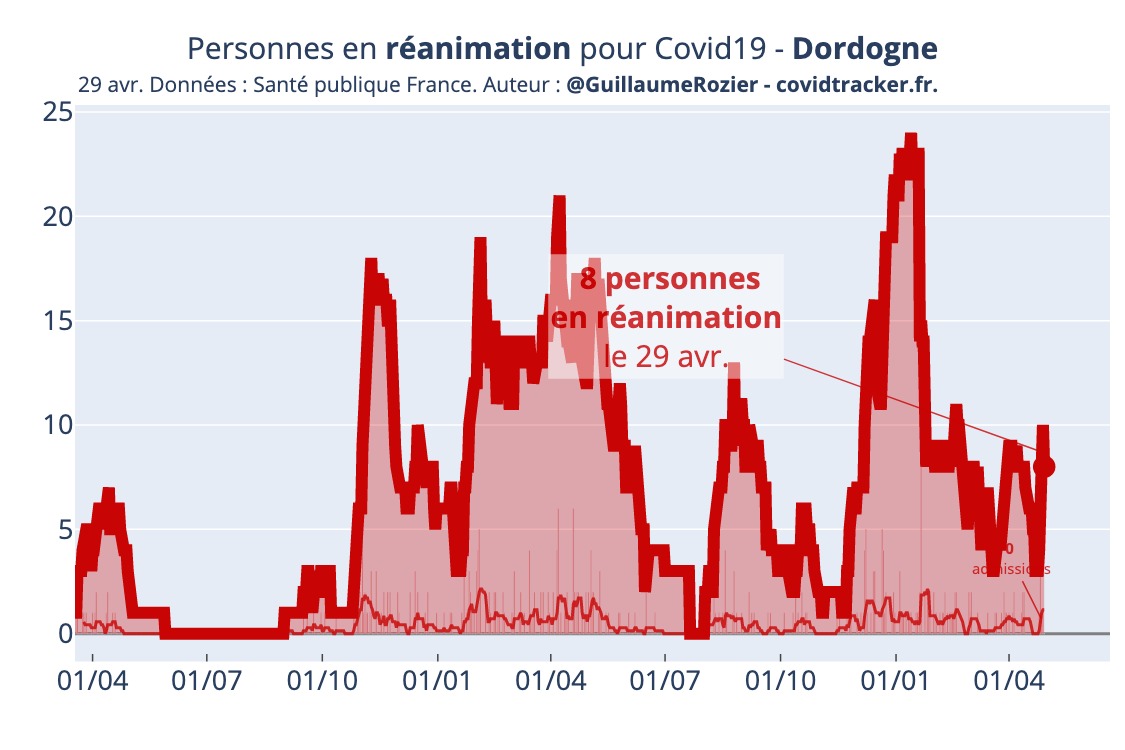 Personnes en réanimation pour Covid19 - Dordogne
29 avr. Données : Santé publique France. Auteur : @GuillaumeRozier - covidtracker.fr.
25
20
15
10
5
0
8 personnes
en réanimation
le 29 avr.
0
admissions
01/04 01/07 01/10 01/01 01/04 01/07 01/10 01/01 01/04